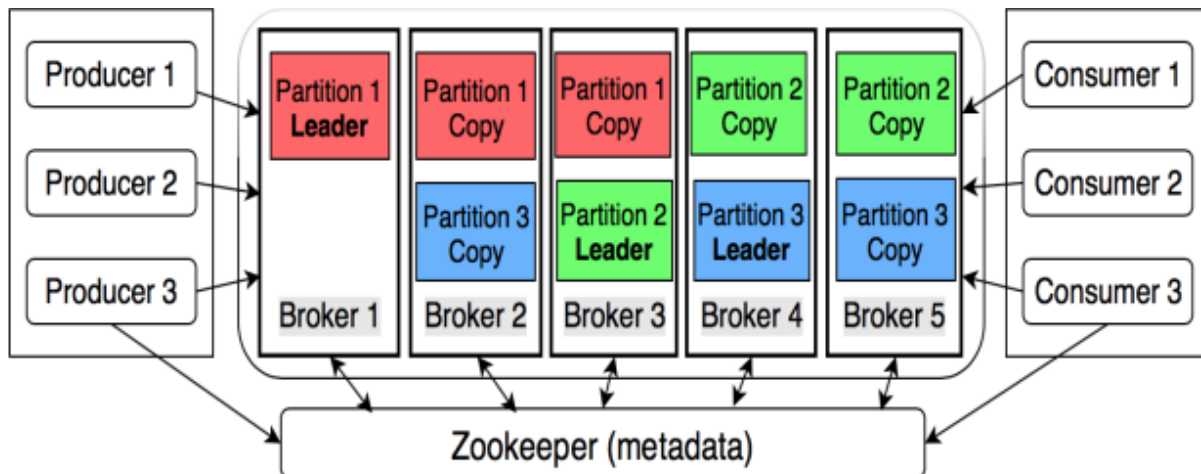 Producer 1
Producer 2
Producer 3
Partition 1
Leader
Broker 1
Partition 1
Copy
Partition 3
Copy
Broker 2
Partition 1
Copy
Partition 2
Leader
Broker 3
Partition 2
Copy
Partition 3
Leader
Broker 4
Partition 2
Copy
Partition 3
Copy
Broker 5
Consumer 1
Consumer 2
Consumer 3
Zookeeper (metadata)